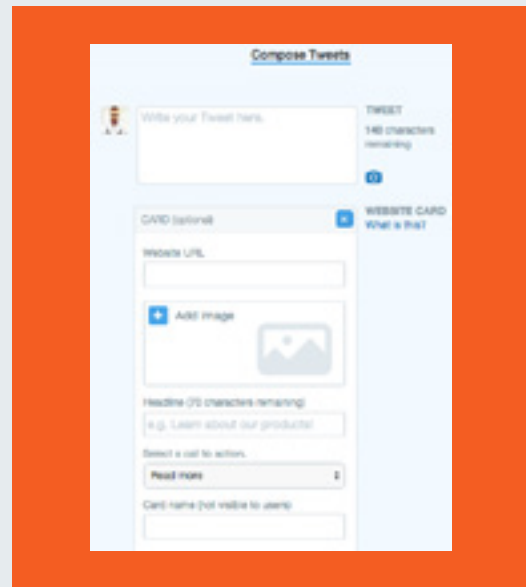 Compose Tweets
Write your Tweet here.
TWEET
140 characters
remaining
CARD (optional)
WEBSITE CARD
What is this?
Website URL
Add image
Headline (70 characters remaining)
e.g. Learn about our products!
Select a call to action.
Read more
Card name (not visible to users)